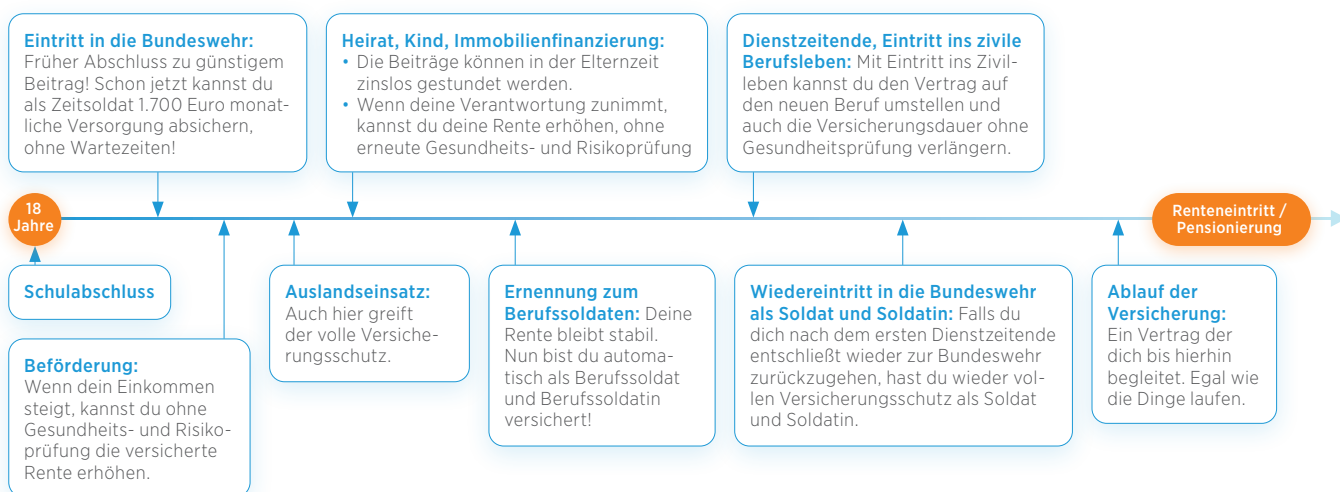 Eintritt in die Bundeswehr:
Früher Abschluss zu günstigem
Beitrag! Schon jetzt kannst du
als Zeitsoldat 1.700 Euro monat-
liche Versorgung absichern,
ohne Wartezeiten!
Heirat, Kind, Immobilienfinanzierung:
• Die Beiträge können in der Elternzeit
zinslos gestundet werden.
• Wenn deine Verantwortung zunimmt,
kannst du deine Rente erhöhen, ohne
erneute Gesundheits- und Risikoprüfung
Dienstzeitende, Eintritt ins zivile
Berufsleben: Mit Eintritt ins Zivil-
leben kannst du den Vertrag auf
den neuen Beruf umstellen und
auch die Versicherungsdauer ohne
Gesundheitsprüfung verlängern.
18
Jahre
Renteneintritt /
Pensionierung
Schulabschluss
Beförderung:
Wenn dein Einkommen
steigt, kannst du ohne
Gesundheits- und Risiko-
prüfung die versicherte
Rente erhöhen.
Auslandseinsatz:
Auch hier greift
der volle Versiche-
rungsschutz.
Ernennung zum
Berufssoldaten: Deine
Rente bleibt stabil.
Nun bist du automa-
tisch als Berufssoldat
und Berufssoldatin
versichert!
Wiedereintritt in die Bundeswehr
als Soldat und Soldatin: Falls du
dich nach dem ersten Dienstzeitende
entschließt wieder zur Bundeswehr
zurückzugehen, hast du wieder vol-
len Versicherungsschutz als Soldat
und Soldatin.
Ablauf der
Versicherung:
Ein Vertrag der
dich bis hierhin
begleitet. Egal wie
die Dinge laufen.